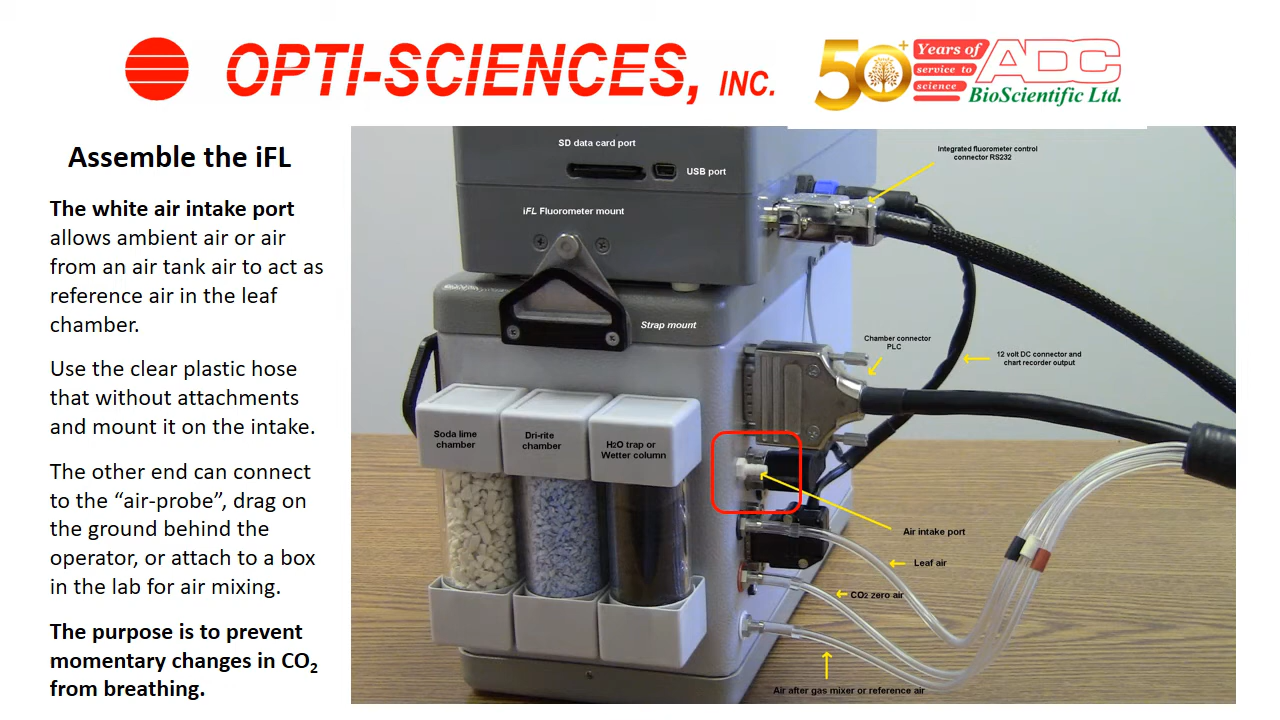 OPTI-SCIENCES, INC.
50+ Years of service to science
ADC
BioScientific Ltd.
Assemble the iFL
The white air intake port
allows ambient air or air
from an air tank air to act as
reference air in the leaf
chamber.
Use the clear plastic hose
that without attachments
and mount it on the intake.
The other end can connect
to the “air-probe”, drag on
the ground behind the
operator, or attach to a box
in the lab for air mixing.
The purpose is to prevent
momentary changes in CO2
from breathing.
SD data card port
USB port
iFL Fluorometer mount
Strap mount
Integrated fluorometer control
connector RS232
Chamber connector
PLC
12 volt DC connector and
chart recorder output
Soda lime
chamber
Dri-rite
chamber
H2O trap or
Wetter column
Air intake port
Leaf air
CO2 zero air
Air after gas mixer or reference air